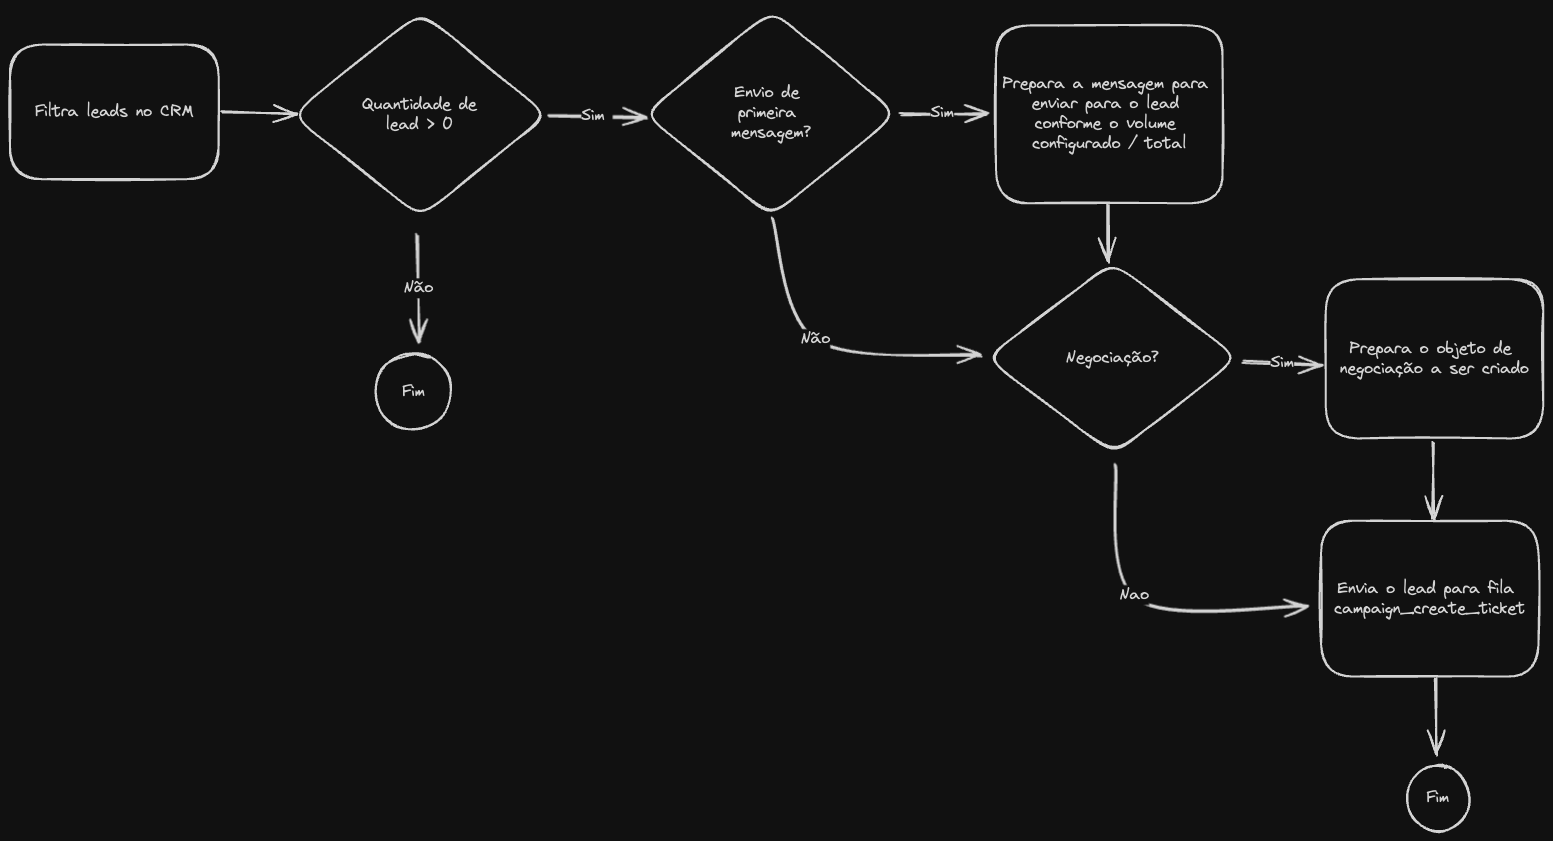 Filtra leads no CRM
Quantidade de
lead > 0
Sim
Envio de
primeira
mensagem?
Sim
Prepara a mensagem para
enviar para o lead
conforme o volume
configurado / total
Não
Fim
Não
Negociação?
Sim
Prepara o objeto de
negociação a ser criado
Nao
Envia o lead para fila
campaign_create_ticket
Fim